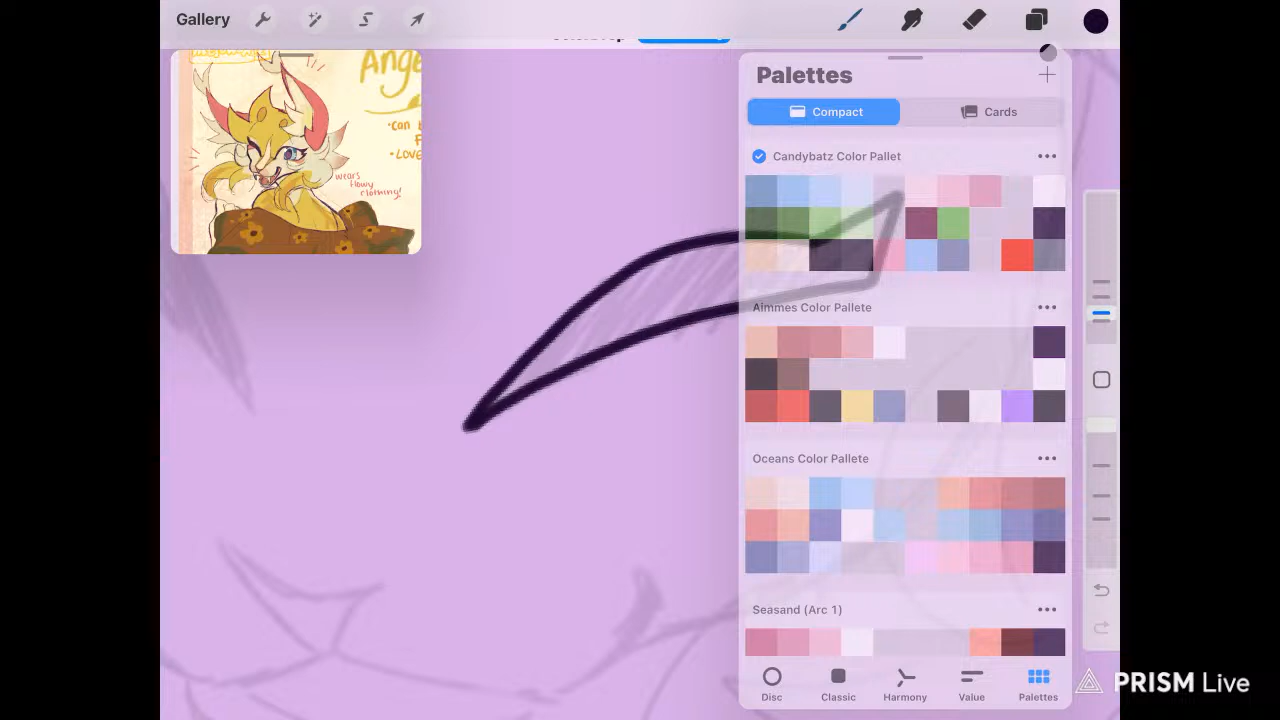 Gallery
Palettes
Compact
Cards
Ange
•can
•LOVE
wears
flowy
clothing!
Candybatz Color Pallet
Aimmes Color Pallete
Oceans Color Pallete
Seasand (Arc 1)
Disc
Classic
Harmony
Value
Palettes
PRISM Live